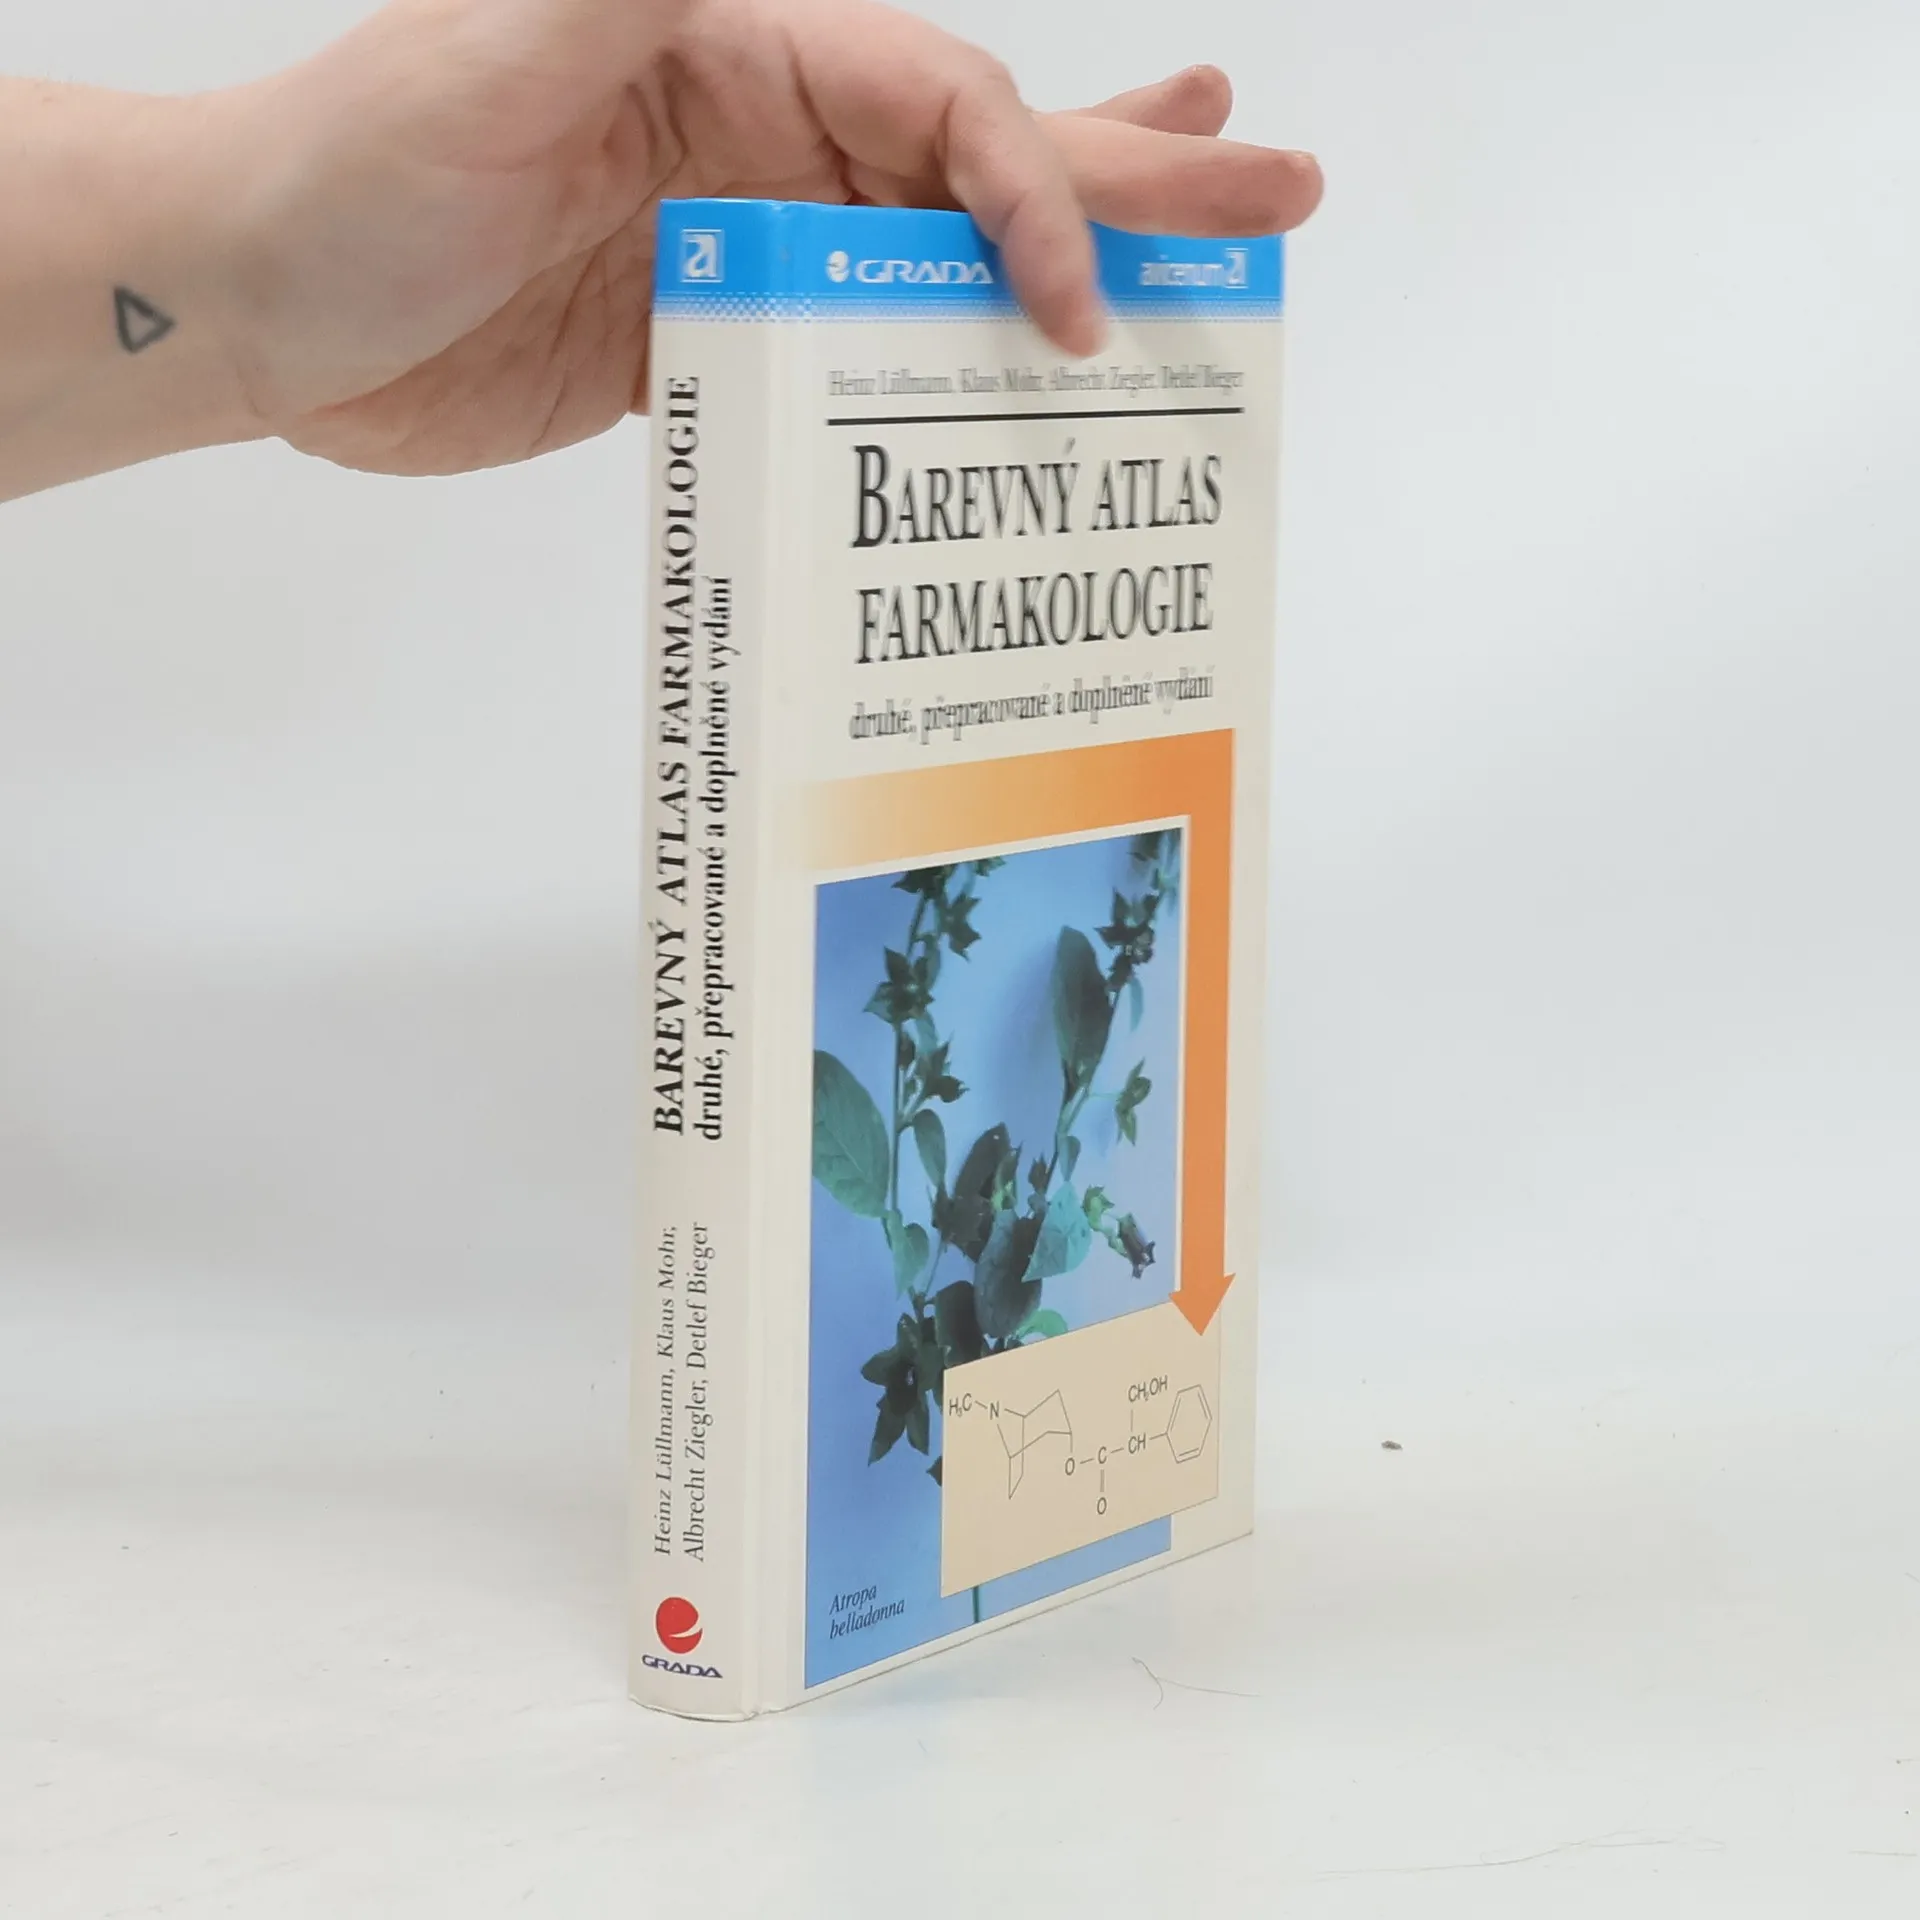 a
GRADA
avicenum a
Heinz Lüllmann, Klaus Mohr, Albrecht Ziegler, Detlef Bieger
BAREVNÝ ATLAS
FARMAKOLOGIE
druhé, přepracované a doplněné vydání
H₃C
N
CH₂OH
O
C
CH
O
Atropa
belladonna
BAREVNÝ ATLAS FARMAKOLOGIE
druhé, přepracované a doplněné vydání
Heinz Lüllmann, Klaus Mohr,
Albrecht Ziegler, Detlef Bieger
GRADA